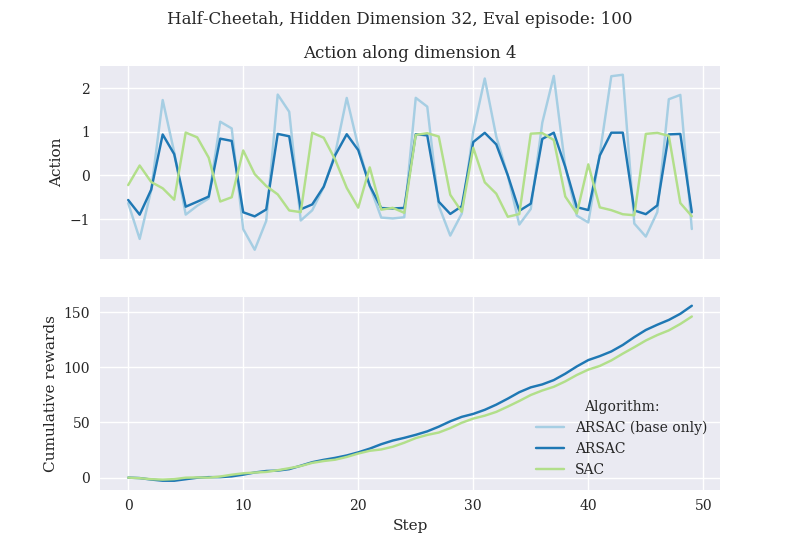 Half-Cheetah, Hidden Dimension 32, Eval episode: 100
Action along dimension 4
2
1
0
−1
Action
150
100
50
0
Cumulative rewards
Algorithm:
ARSAC (base only)
ARSAC
SAC
0 10 20 30 40 50
Step